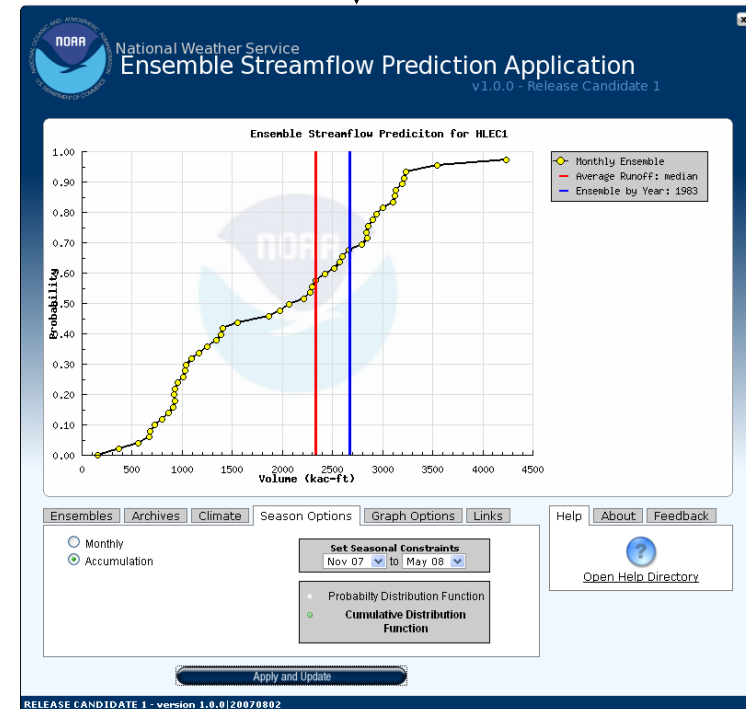 NOAA
National Weather Service
Ensemble Streamflow Prediction Application
v1.0.0 - Release Candidate 1
Ensemble Streamflow Prediciton for HLEC1
Monthly Ensemble
Average Runoff: median
Ensemble by Year: 1983
1.00
0.90
0.80
0.70
0.60
0.50
0.40
0.30
0.20
0.10
0.00
Probability
0 500 1000 1500 2000 2500 3000 3500 4000 4500
Volume (kac-ft)
NOAA
Ensembles Archives Climate Season Options Graph Options Links
Help About Feedback
Monthly
Accumulation
Set Seasonal Constraints
Nov 07 to May 08
Probabilty Distribution Function
Cumulative Distribution
Function
?
Open Help Directory
Apply and Update
RELEASE CANDIDATE 1 - version 1.0.0|20070802